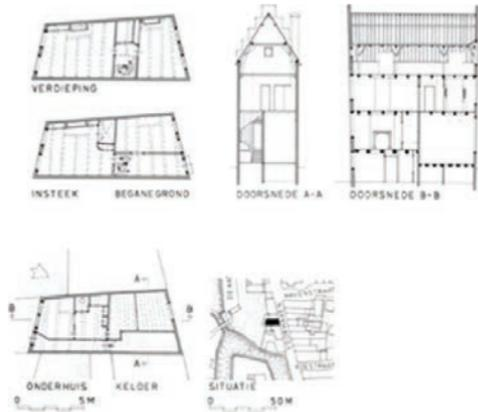 VERDIEPING
INSTEEK BEGANEGROND
DOORSNEDE A-A DOORSNEDE B-B
A
B B
A
ONDERHUIS KELDER SITUATIE
0 5M 0 50M